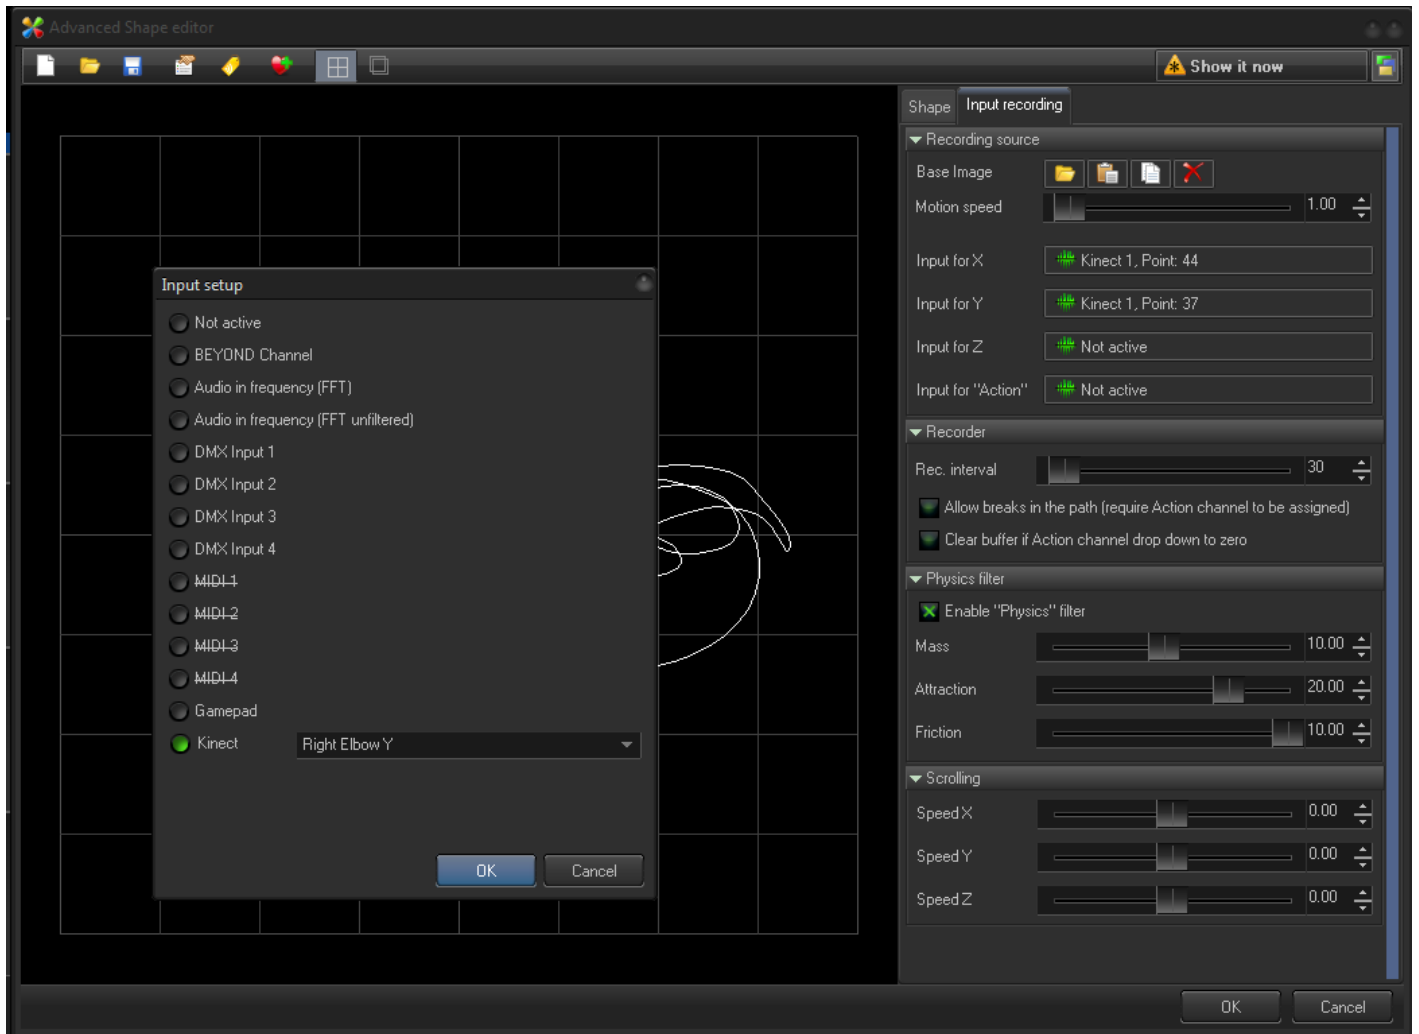 Advanced Shape editor
Show it now
Shape Input recording
Recording source
Base Image
Motion speed 1.00
Input for X Kinect 1, Point: 44
Input for Y Kinect 1, Point: 37
Input for Z Not active
Input for "Action" Not active
Recorder
Rec. interval 30
Allow breaks in the path (require Action channel to be assigned)
Clear buffer if Action channel drop down to zero
Physics filter
Enable "Physics" filter
Mass 10.00
Attraction 20.00
Friction 10.00
Scrolling
Speed X 0.00
Speed Y 0.00
Speed Z 0.00
Input setup
Not active
BEYOND Channel
Audio in frequency (FFT)
Audio in frequency (FFT unfiltered)
DMX Input 1
DMX Input 2
DMX Input 3
DMX Input 4
MIDI 1
MIDI 2
MIDI 3
MIDI 4
Gamepad
Kinect Right Elbow Y
OK Cancel
OK Cancel